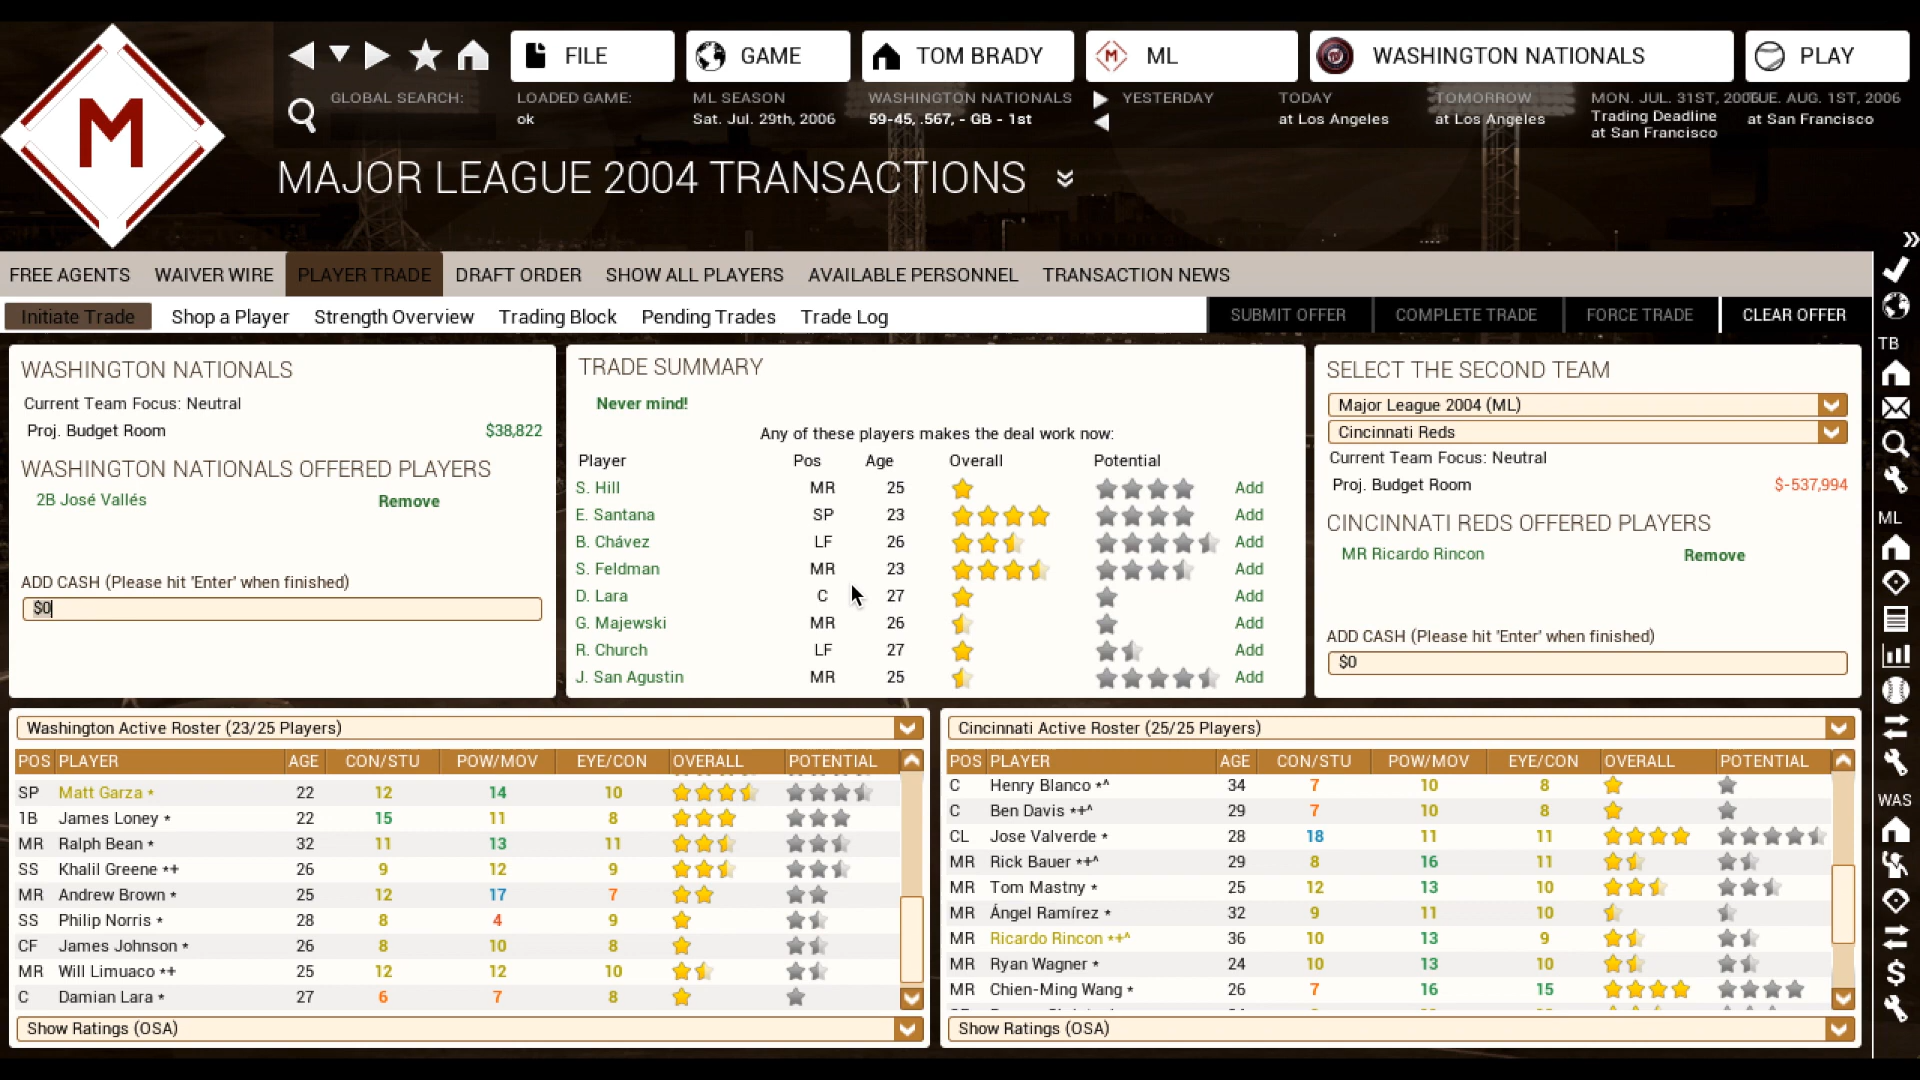 M
FILE
GAME
TOM BRADY
ML
WASHINGTON NATIONALS
PLAY
GLOBAL SEARCH:
LOADED GAME:
ok
ML SEASON
Sat. Jul. 29th, 2006
WASHINGTON NATIONALS
59-45, .567, - GB - 1st
YESTERDAY
TODAY
at Los Angeles
TOMORROW
at Los Angeles
MON. JUL. 31ST, 2006
Trading Deadline
at San Francisco
TUE. AUG. 1ST, 2006
at San Francisco
MAJOR LEAGUE 2004 TRANSACTIONS
FREE AGENTS WAIVER WIRE PLAYER TRADE DRAFT ORDER SHOW ALL PLAYERS AVAILABLE PERSONNEL TRANSACTION NEWS
Initiate Trade Shop a Player Strength Overview Trading Block Pending Trades Trade Log SUBMIT OFFER COMPLETE TRADE FORCE TRADE CLEAR OFFER
WASHINGTON NATIONALS
Current Team Focus: Neutral
Proj. Budget Room $38,822
WASHINGTON NATIONALS OFFERED PLAYERS
2B José Vallés Remove
ADD CASH (Please hit 'Enter' when finished)
$0
TRADE SUMMARY
Never mind!
Any of these players makes the deal work now:
Player Pos Age Overall Potential
S. Hill MR 25 Add
E. Santana SP 23 Add
B. Chávez LF 26 Add
S. Feldman MR 23 Add
D. Lara C 27 Add
G. Majewski MR 26 Add
R. Church LF 27 Add
J. San Agustin MR 25 Add
SELECT THE SECOND TEAM
Major League 2004 (ML)
Cincinnati Reds
Current Team Focus: Neutral
Proj. Budget Room $-537,994
CINCINNATI REDS OFFERED PLAYERS
MR Ricardo Rincon Remove
ADD CASH (Please hit 'Enter' when finished)
$0
Washington Active Roster (23/25 Players)
POS PLAYER AGE CON/STU POW/MOV EYE/CON OVERALL POTENTIAL
SP Matt Garza * 22 12 14 10
1B James Loney * 22 15 11 8
MR Ralph Bean * 32 11 13 11
SS Khalil Greene *+ 26 9 12 9
MR Andrew Brown * 25 12 17 7
SS Philip Norris * 28 8 4 9
CF James Johnson * 26 8 10 8
MR Will Limuaco *+ 25 12 12 10
C Damian Lara * 27 6 7 8
Show Ratings (OSA)
Cincinnati Active Roster (25/25 Players)
POS PLAYER AGE CON/STU POW/MOV EYE/CON OVERALL POTENTIAL
C Henry Blanco *^ 34 7 10 8
C Ben Davis *+^ 29 7 10 8
CL Jose Valverde * 28 18 11 11
MR Rick Bauer *+^ 29 8 16 11
MR Tom Mastny * 25 12 13 10
MR Ángel Ramírez * 32 9 11 10
MR Ricardo Rincon *+^ 36 10 13 9
MR Ryan Wagner * 24 10 13 10
MR Chien-Ming Wang * 26 7 16 15
Show Ratings (OSA)
TB
ML
WAS